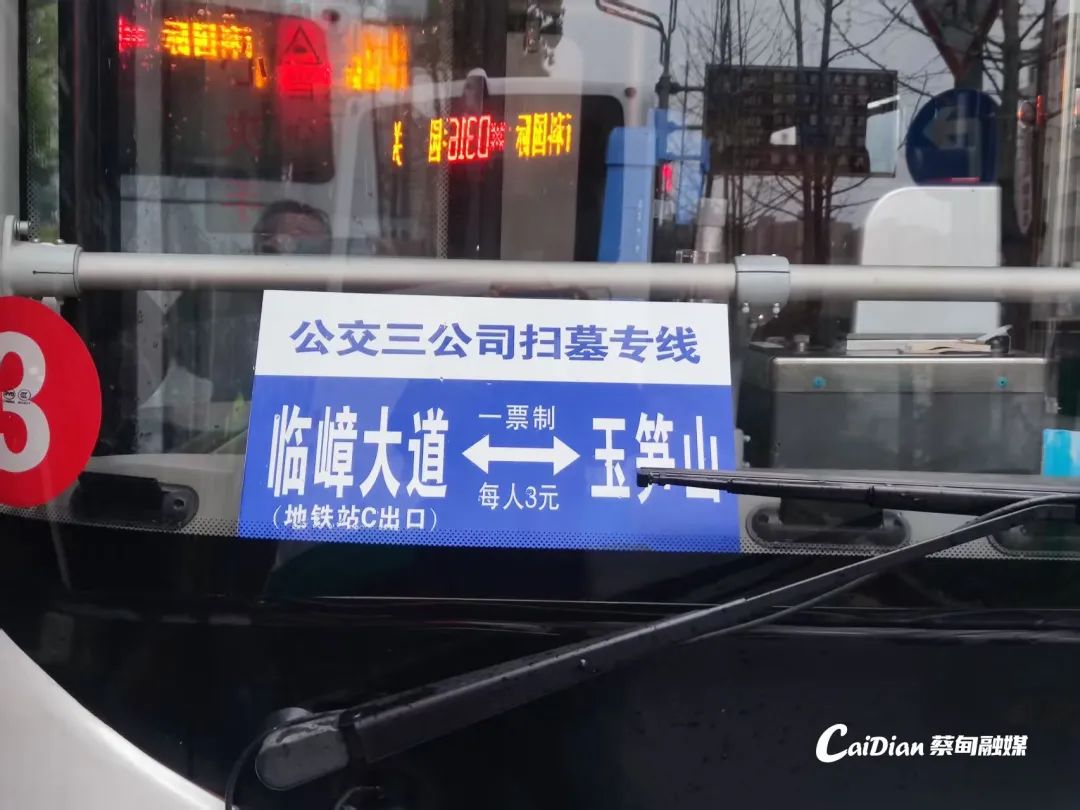 公交三公司扫墓专线
临嶂大道
(地铁站C出口)
一票制
每人3元
玉笋山
3
CaiDian 蔡甸融媒